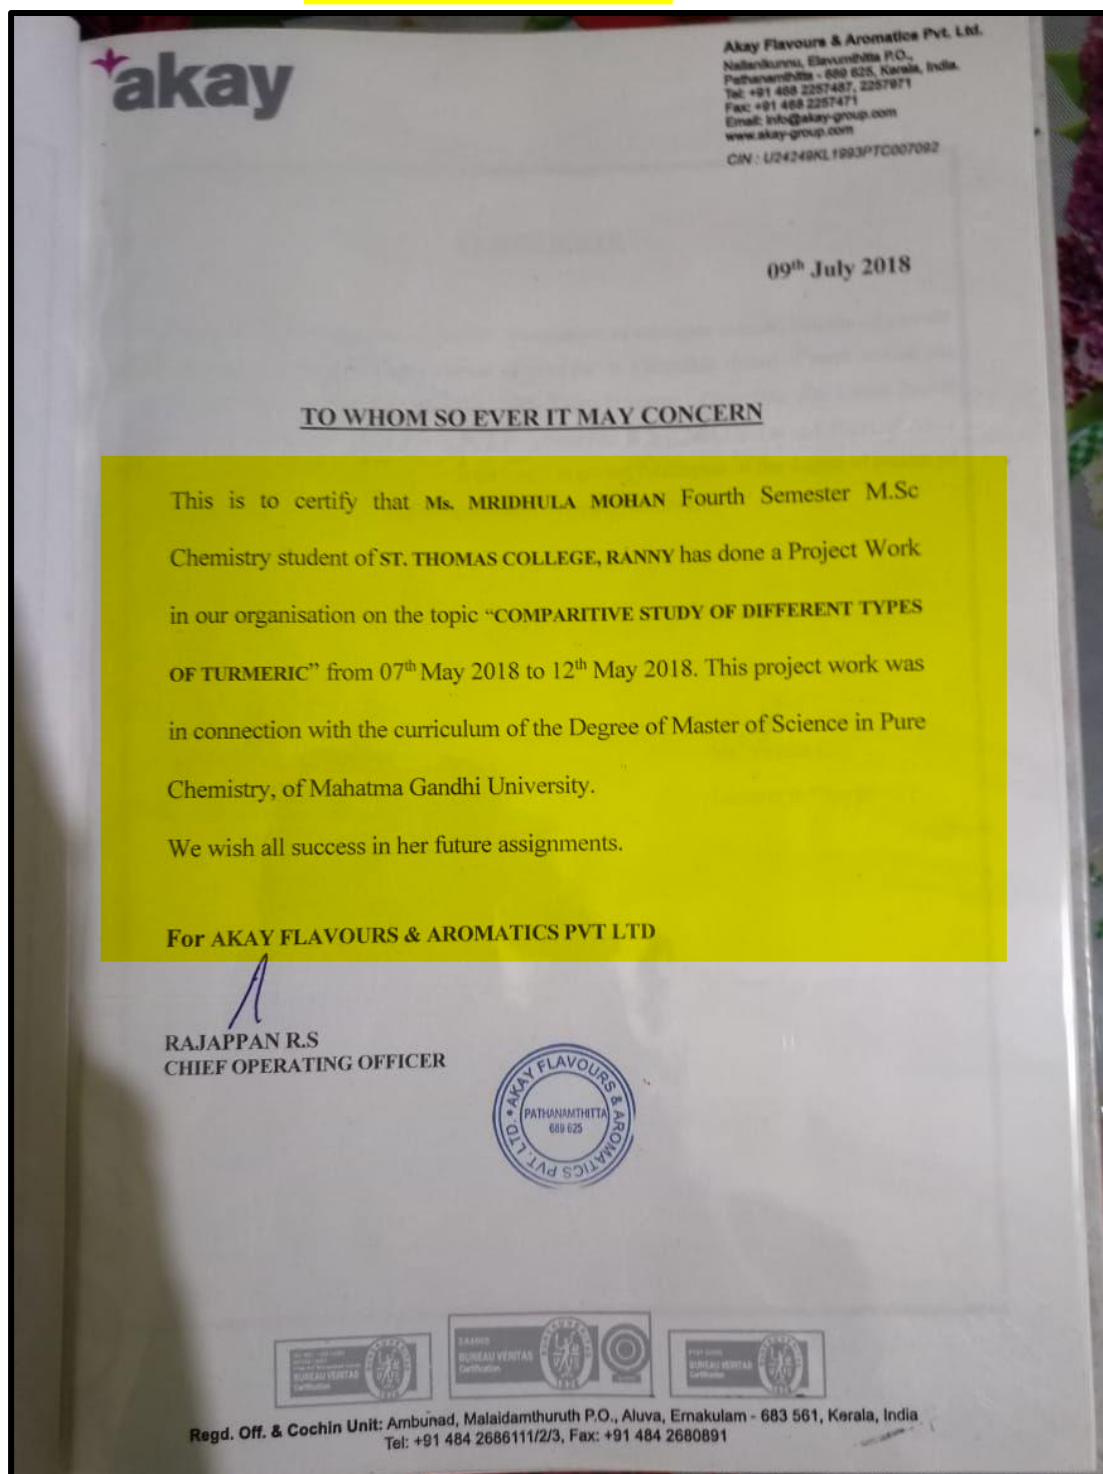 akay
Akay Flavours & Aromatics Pvt. Ltd.
Nallanikunnu, Elavumthitta P.O.,
Pathanamthitta - 689 625, Kerala, India.
Tel: +91 468 2257487, 2257971
Fax: +91 468 2257471
Email: info@akay-group.com
www.akay-group.com
CIN : U24249KL1993PTC007092
09th July 2018
TO WHOM SO EVER IT MAY CONCERN
This is to certify that Ms. MRIDHULA MOHAN Fourth Semester M.Sc
Chemistry student of ST. THOMAS COLLEGE, RANNY has done a Project Work
in our organisation on the topic “COMPARITIVE STUDY OF DIFFERENT TYPES
OF TURMERIC” from 07th May 2018 to 12th May 2018. This project work was
in connection with the curriculum of the Degree of Master of Science in Pure
Chemistry, of Mahatma Gandhi University.
We wish all success in her future assignments.
For AKAY FLAVOURS & AROMATICS PVT LTD
RAJAPPAN R.S
CHIEF OPERATING OFFICER
AKAY FLAVOURS & AROMATICS PVT. LTD.
PATHANAMTHITTA
689 625
BUREAU VERITAS
Certification
BUREAU VERITAS
Certification
BUREAU VERITAS
Certification
Regd. Off. & Cochin Unit: Ambunad, Malaidamthuruth P.O., Aluva, Ernakulam - 683 561, Kerala, India
Tel: +91 484 2686111/2/3, Fax: +91 484 2680891